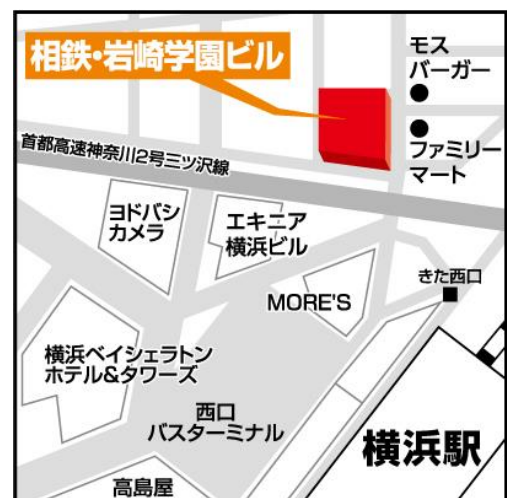 相鉄・岩崎学園ビル
モス
バーガー
ファミリー
マート
首都高速神奈川2号三ツ沢線
ヨドバシ
カメラ
エキニア
横浜ビル
きた西口
MORE'S
横浜ベイシェラトン
ホテル&タワーズ
西口
バスターミナル
横浜駅
高島屋